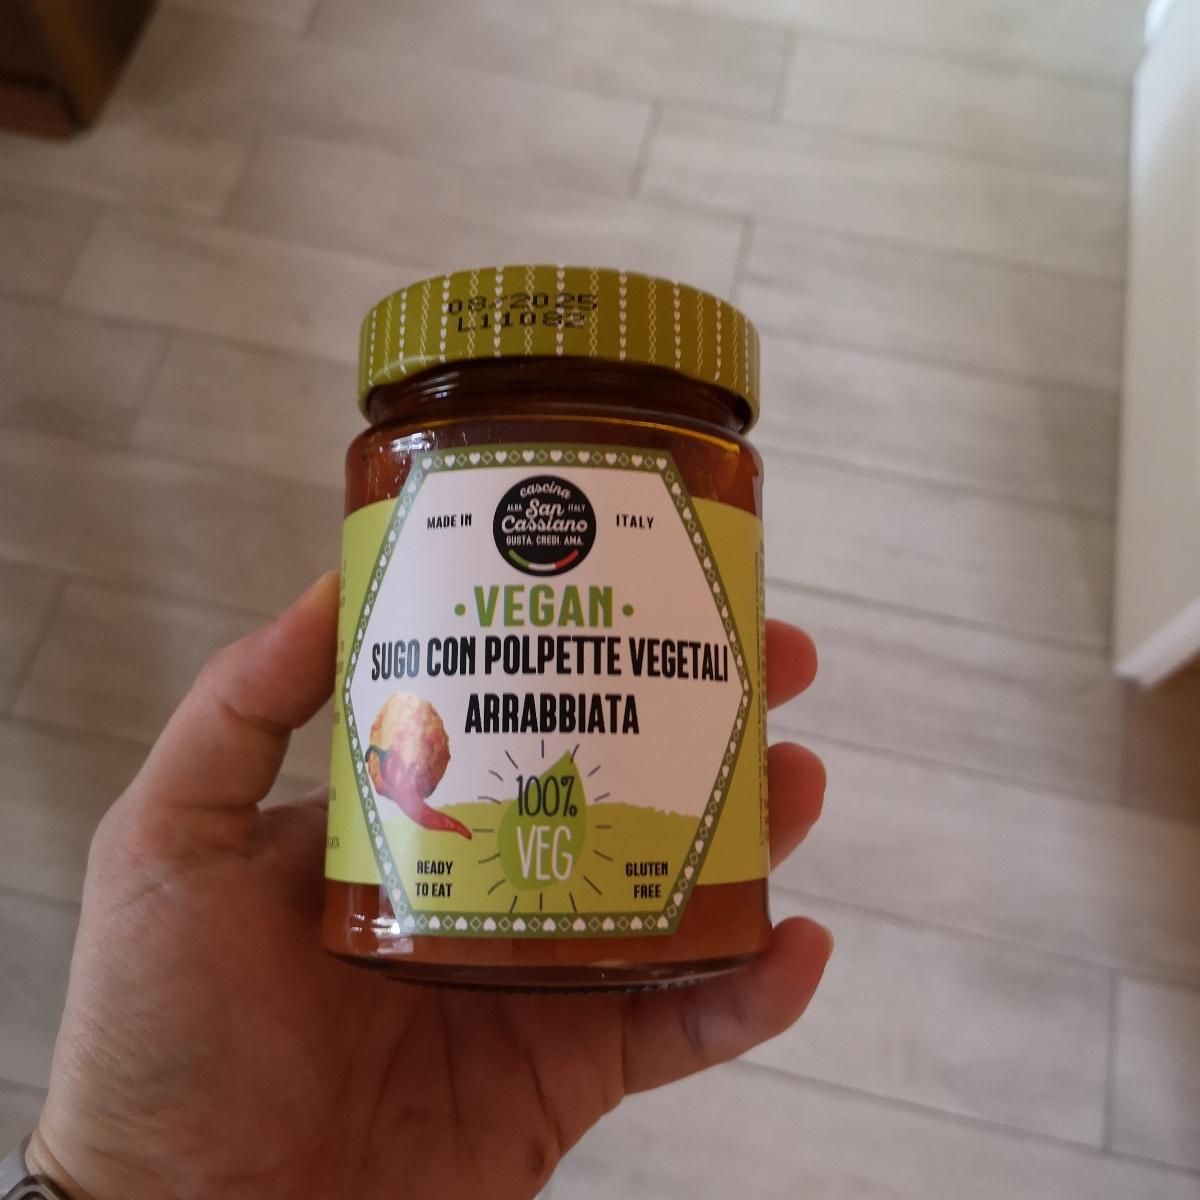 08/2025
L11082
cascina
ALBA San ITALY
Cassiano
GUSTA. CREDI. AMA.
MADE IN ITALY
• VEGAN •
SUGO CON POLPETTE VEGETALI
ARRABBIATA
100%
VEG
READY
TO EAT
GLUTEN
FREE